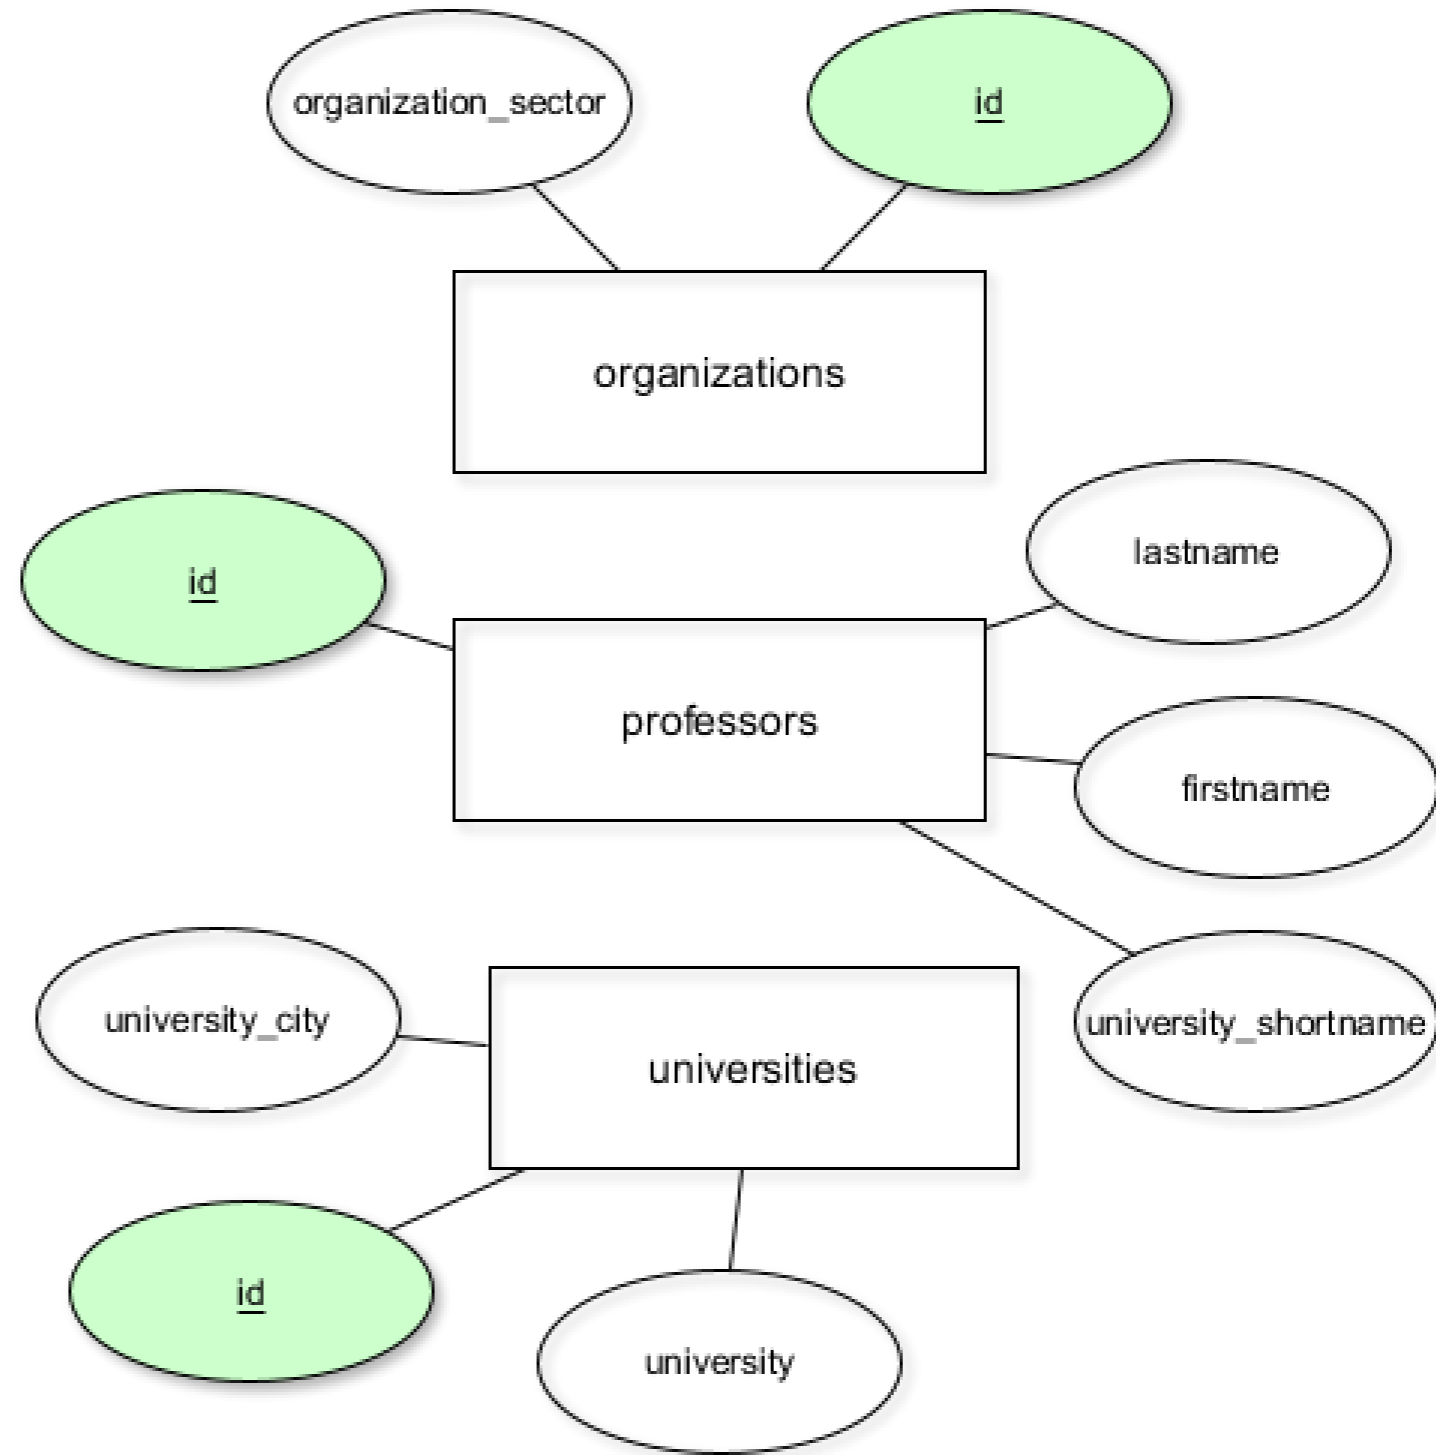 organization_sector
id
organizations
id
lastname
professors
firstname
university_city
university_shortname
universities
id
university